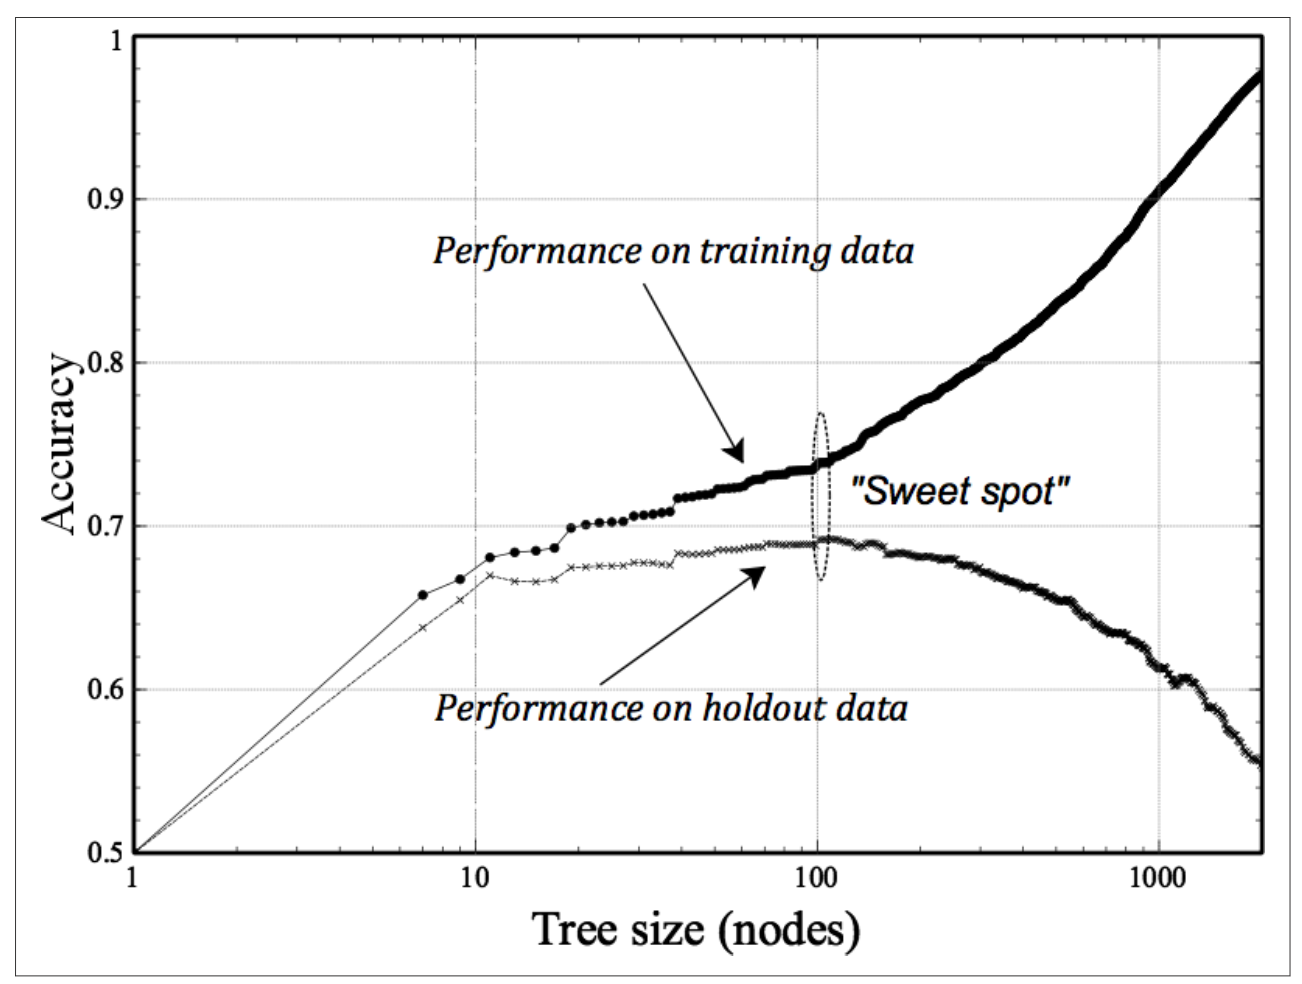 1
0.9
Performance on training data
0.8
Accuracy
"Sweet spot"
0.7
Performance on holdout data
0.6
0.5
1 10 100 1000
Tree size (nodes)